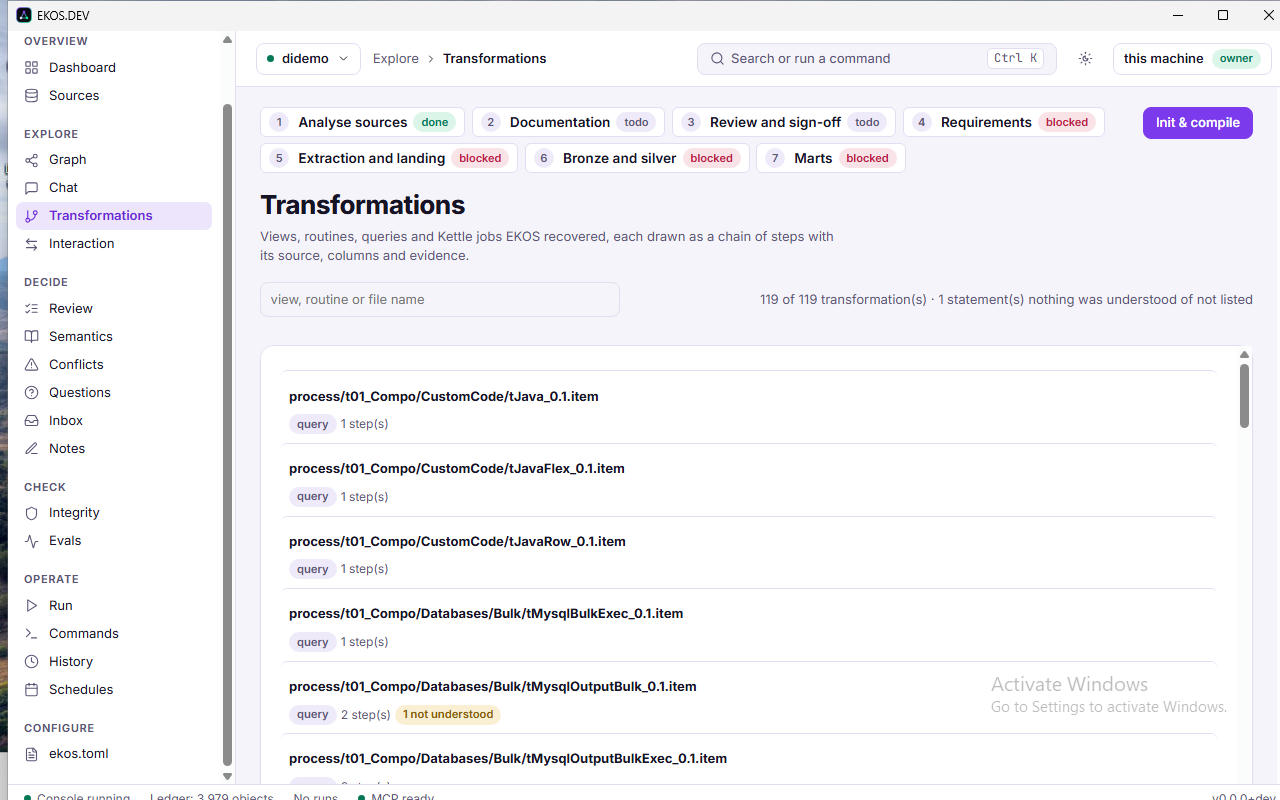 EKOS.DEV
OVERVIEW
Dashboard
Sources
EXPLORE
Graph
Chat
Transformations
Interaction
DECIDE
Review
Semantics
Conflicts
Questions
Inbox
Notes
CHECK
Integrity
Evals
OPERATE
Run
Commands
History
Schedules
CONFIGURE
ekos.toml
didemo
Explore > Transformations
Search or run a command Ctrl K
this machine owner
1 Analyse sources done
2 Documentation todo
3 Review and sign-off todo
4 Requirements blocked
Init & compile
5 Extraction and landing blocked
6 Bronze and silver blocked
7 Marts blocked
Transformations
Views, routines, queries and Kettle jobs EKOS recovered, each drawn as a chain of steps with
its source, columns and evidence.
view, routine or file name
119 of 119 transformation(s) · 1 statement(s) nothing was understood of not listed
process/t01_Compo/CustomCode/tJava_0.1.item
query 1 step(s)
process/t01_Compo/CustomCode/tJavaFlex_0.1.item
query 1 step(s)
process/t01_Compo/CustomCode/tJavaRow_0.1.item
query 1 step(s)
process/t01_Compo/Databases/Bulk/tMysqlBulkExec_0.1.item
query 1 step(s)
process/t01_Compo/Databases/Bulk/tMysqlOutputBulk_0.1.item
query 2 step(s) 1 not understood
process/t01_Compo/Databases/Bulk/tMysqlOutputBulkExec_0.1.item
Activate Windows
Go to Settings to activate Windows.
Console running Ledger: 3,979 objects No runs MCP ready
v0.0.0+dev